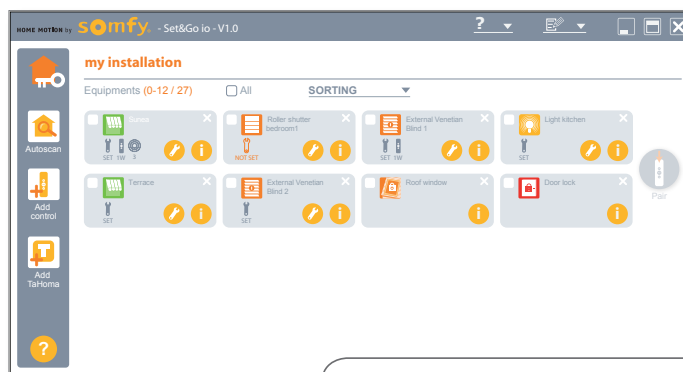 HOME MOTION by somfy. - Set&Go io - V1.0
?
my installation
Equipments (0-12 / 27)
All
SORTING
Autoscan
Add
control
Add
TaHoma
?
Sunea
SET 1W 3
i
Roller shutter
bedroom1
NOT SET
i
External Venetian
Blind 1
SET 1W
i
Light kitchen
SET
i
Terrace
SET
i
External Venetian
Blind 2
SET
i
Roof window
i
Door lock
i
Pair